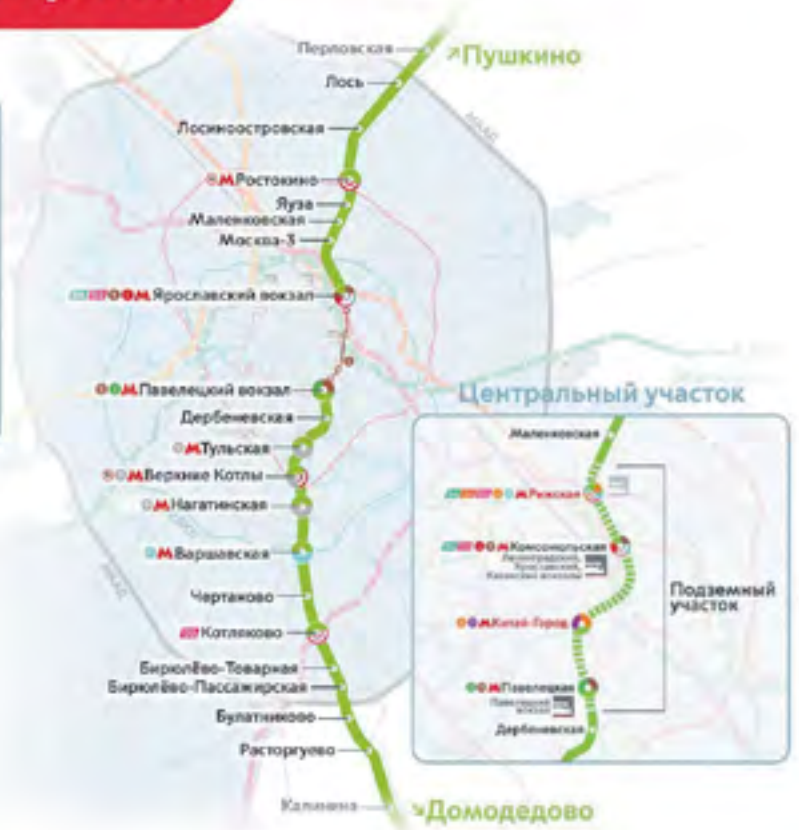 Перловская
Пушкино
Лось
Лосиноостровская
МКАД
М Ростокино
Яуза
Маленковская
Москва-3
М Ярославский вокзал
М Павелецкий вокзал
Дербеневская
М Тульская
М Верхние Котлы
М Нагатинская
М Варшавская
Чертаново
МКАД
Котляково
Бирюлёво-Товарная
Бирюлёво-Пассажирская
Булатниково
Расторгуево
Калинина
Домодедово
Центральный участок
Маленковская
М Рижская
М Комсомольская
Ленинградский,
Ярославский,
Казанский вокзалы
Подземный
участок
М Китай-Город
М Павелецкая
Павелецкий
вокзал
Дербеневская